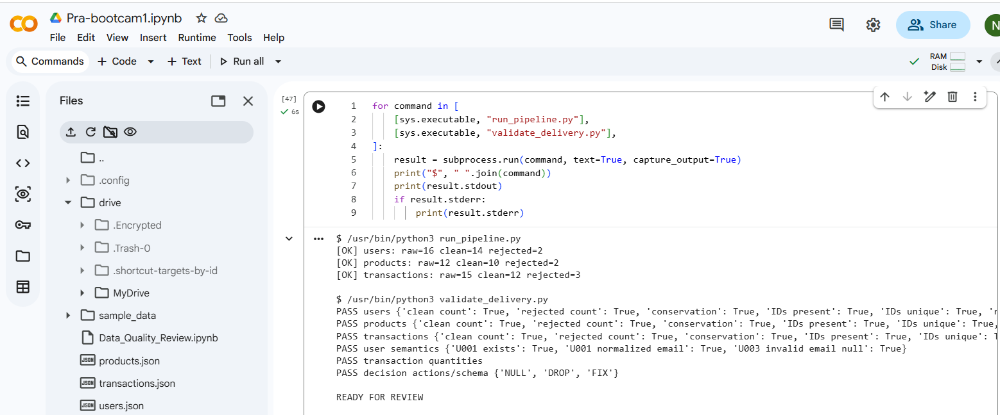 Pra-bootcam1.ipynb
File Edit View Insert Runtime Tools Help
Share
N
Commands + Code + Text Run all
RAM
Disk
Files
..
.config
drive
.Encrypted
.Trash-0
.shortcut-targets-by-id
MyDrive
sample_data
Data_Quality_Review.ipynb
JSON products.json
JSON transactions.json
JSON users.json
[47]
6s
1 for command in [
2 [sys.executable, "run_pipeline.py"],
3 [sys.executable, "validate_delivery.py"],
4 ]:
5 result = subprocess.run(command, text=True, capture_output=True)
6 print("$", " ".join(command))
7 print(result.stdout)
8 if result.stderr:
9 print(result.stderr)
$ /usr/bin/python3 run_pipeline.py
[OK] users: raw=16 clean=14 rejected=2
[OK] products: raw=12 clean=10 rejected=2
[OK] transactions: raw=15 clean=12 rejected=3
$ /usr/bin/python3 validate_delivery.py
PASS users {'clean count': True, 'rejected count': True, 'conservation': True, 'IDs present': True, 'IDs unique': True, 'r
PASS products {'clean count': True, 'rejected count': True, 'conservation': True, 'IDs present': True, 'IDs unique': True,
PASS transactions {'clean count': True, 'rejected count': True, 'conservation': True, 'IDs present': True, 'IDs unique': T
PASS user semantics {'U001 exists': True, 'U001 normalized email': True, 'U003 invalid email null': True}
PASS transaction quantities
PASS decision actions/schema {'NULL', 'DROP', 'FIX'}
READY FOR REVIEW